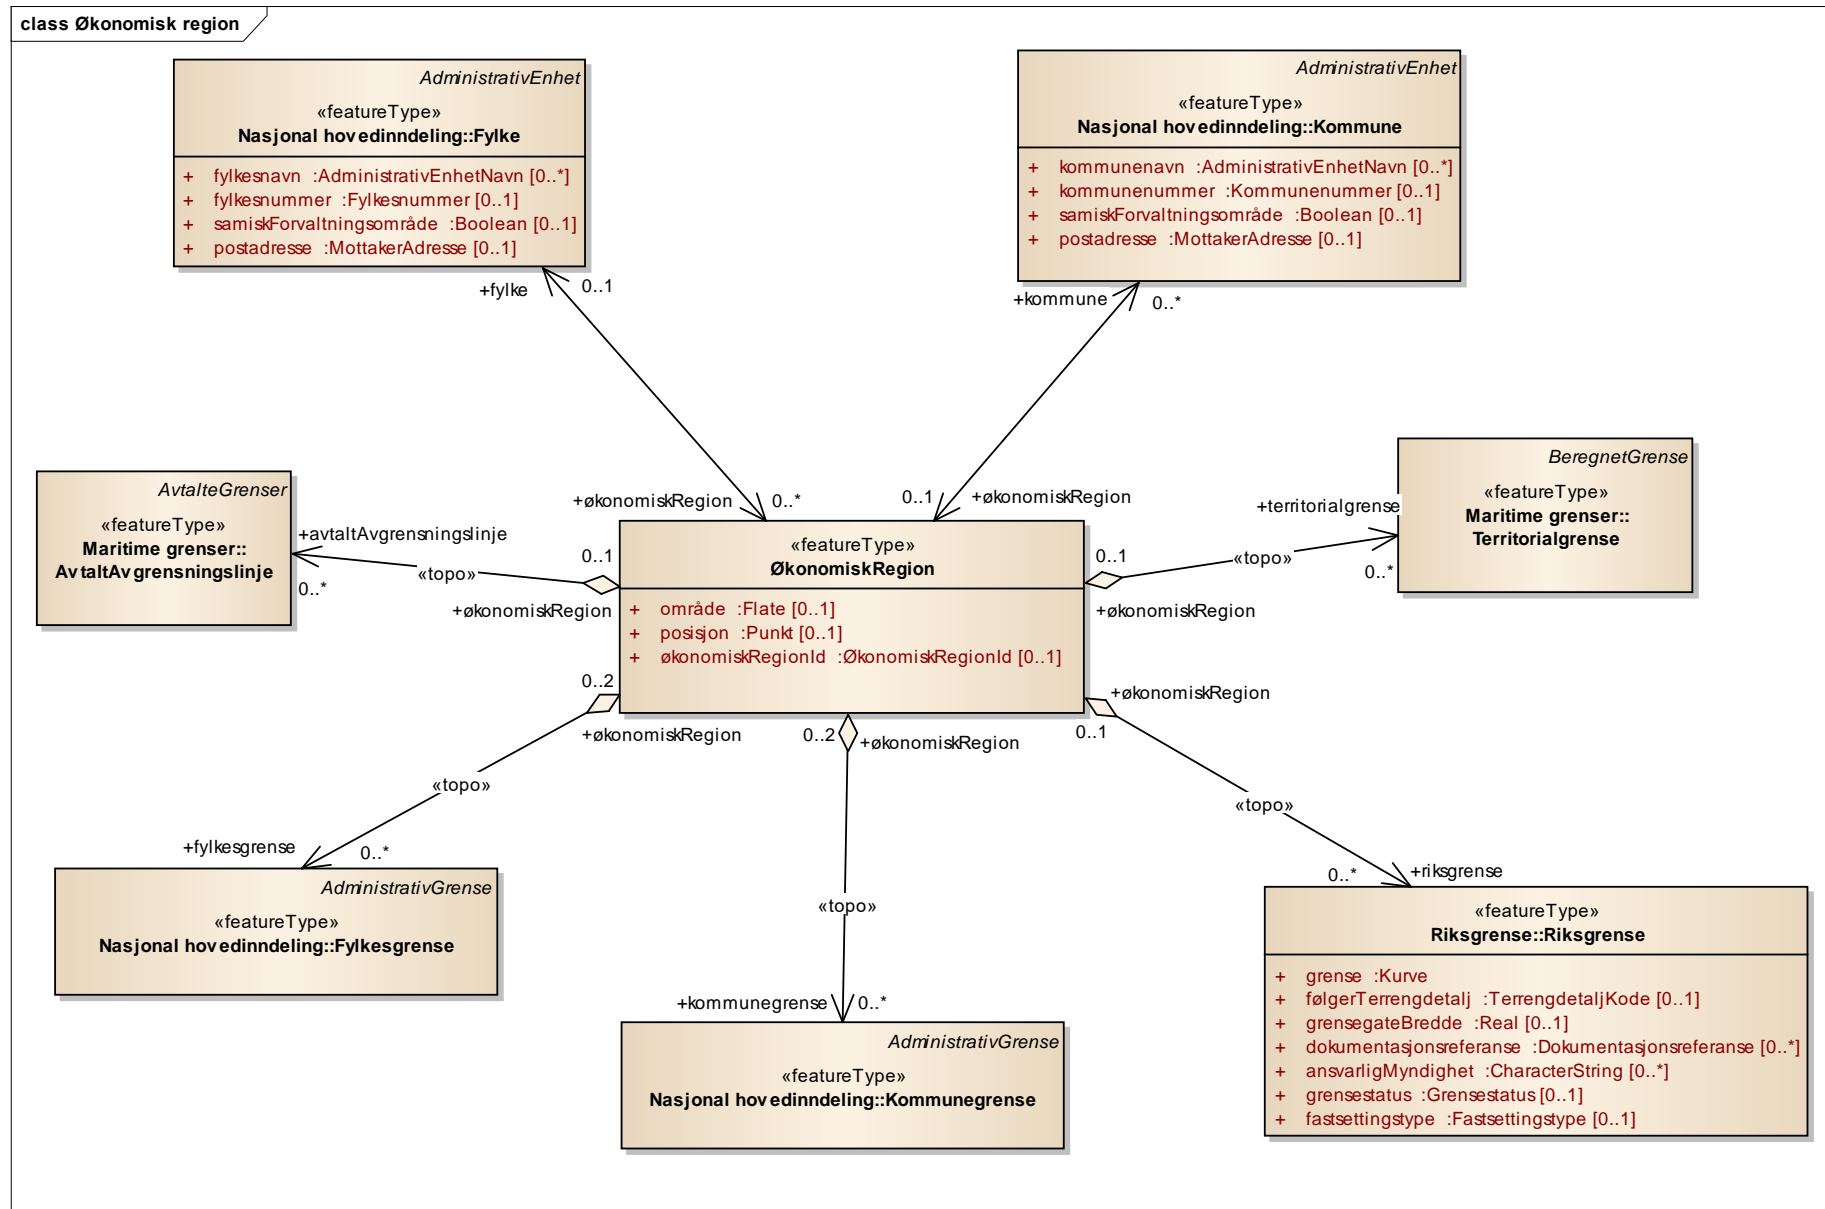 class Økonomisk region
AdministrativEnhet
«featureType»
Nasjonal hovedinndeling::Fylke
+ fylkesnavn :AdministrativEnhetNavn [0..*]
+ fylkesnummer :Fylkesnummer [0..1]
+ samiskForvaltningsområde :Boolean [0..1]
+ postadresse :MottakerAdresse [0..1]
AdministrativEnhet
«featureType»
Nasjonal hovedinndeling::Kommune
+ kommunenavn :AdministrativEnhetNavn [0..*]
+ kommunenummer :Kommunenummer [0..1]
+ samiskForvaltningsområde :Boolean [0..1]
+ postadresse :MottakerAdresse [0..1]
+fylke
0..1
+kommune
0..*
+økonomiskRegion
0..*
0..1
+økonomiskRegion
AvtalteGrenser
«featureType»
Maritime grenser::
AvtaltAvgrensningslinje
+avtaltAvgrensningslinje
0..*
«topo»
0..1
+økonomiskRegion
«featureType»
ØkonomiskRegion
+ område :Flate [0..1]
+ posisjon :Punkt [0..1]
+ økonomiskRegionId :ØkonomiskRegionId [0..1]
BeregnetGrense
«featureType»
Maritime grenser::
Territorialgrense
+territorialgrense
0..*
«topo»
0..1
+økonomiskRegion
0..2
+økonomiskRegion
«topo»
+fylkesgrense
0..*
AdministrativGrense
«featureType»
Nasjonal hovedinndeling::Fylkesgrense
0..2
+økonomiskRegion
«topo»
+kommunegrense
0..*
AdministrativGrense
«featureType»
Nasjonal hovedinndeling::Kommunegrense
+økonomiskRegion
0..1
«topo»
0..*
+riksgrense
«featureType»
Riksgrense::Riksgrense
+ grense :Kurve
+ følgerTerrengdetalj :TerrengdetaljKode [0..1]
+ grensegateBredde :Real [0..1]
+ dokumentasjonsreferanse :Dokumentasjonsreferanse [0..*]
+ ansvarligMyndighet :CharacterString [0..*]
+ grensestatus :Grensestatus [0..1]
+ fastsettingstype :Fastsettingstype [0..1]